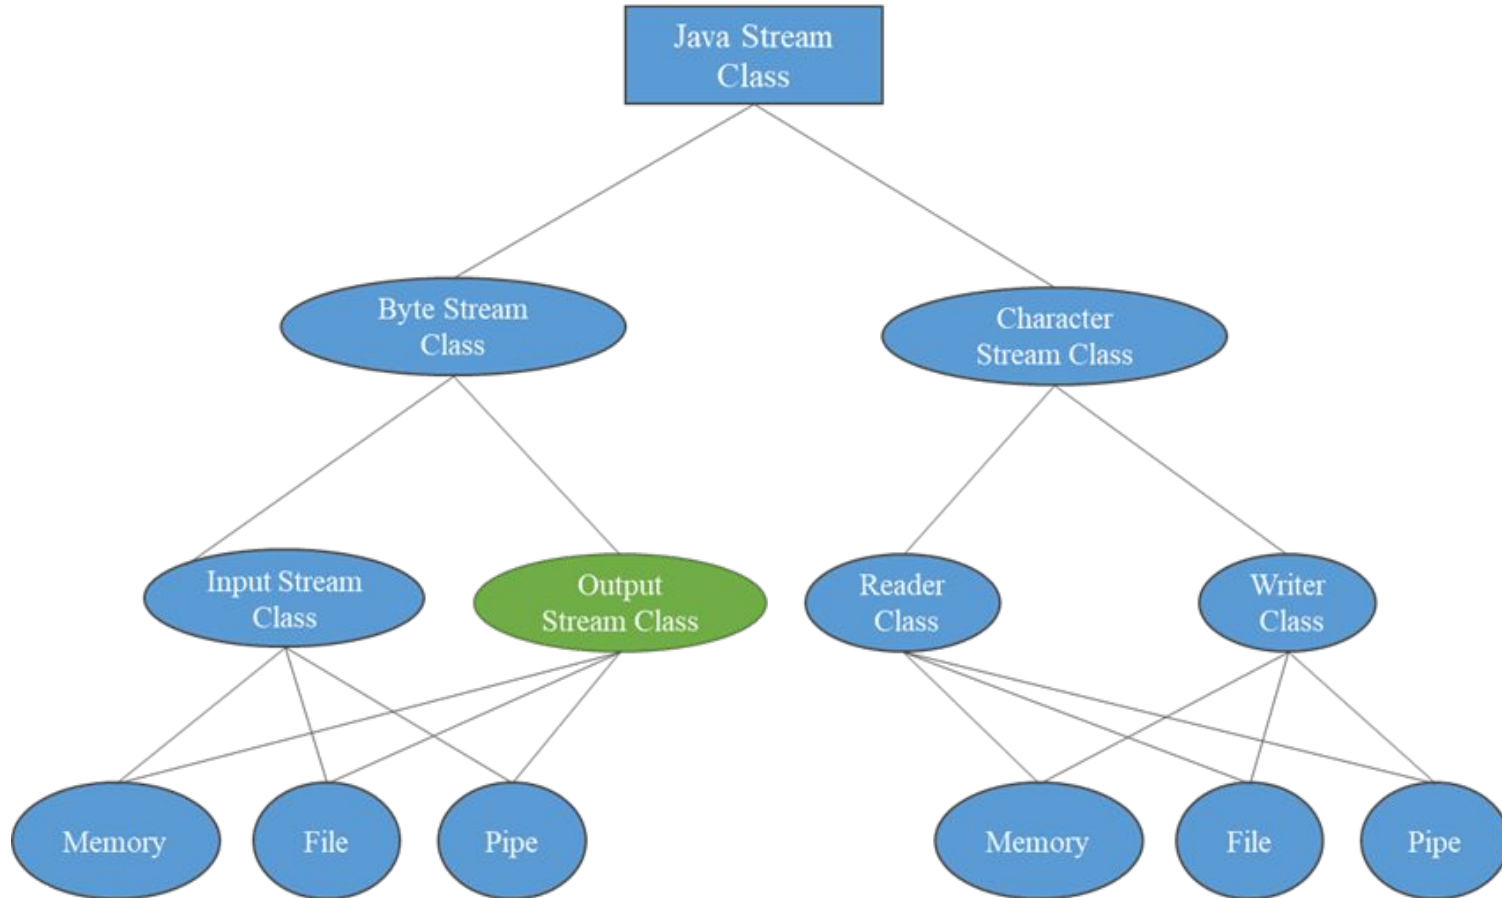 Java Stream
Class
Byte Stream
Class
Character
Stream Class
Input Stream
Class
Output
Stream Class
Reader
Class
Writer
Class
Memory
File
Pipe
Memory
File
Pipe